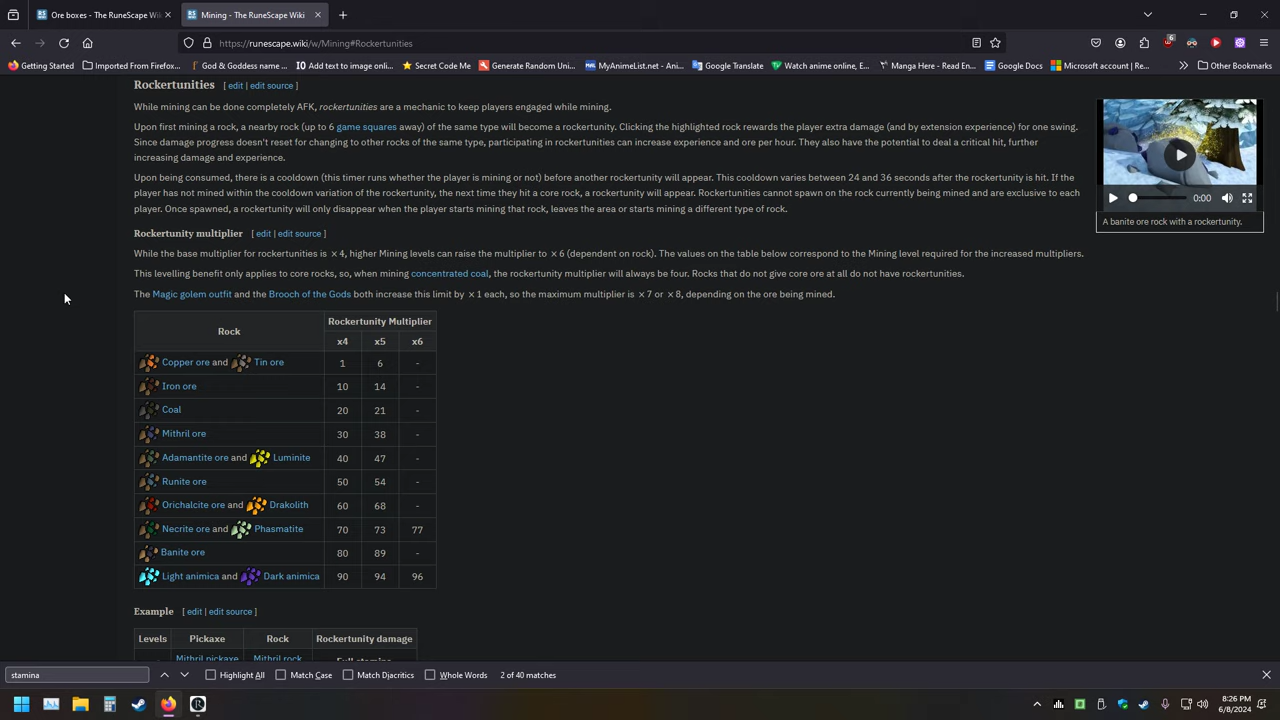 Ore boxes - The RuneScape Wiki
Mining - The RuneScape Wiki
https://runescape.wiki/w/Mining#Rockertunities
6
Getting Started
Imported From Firefox
God & Goddess name ...
Add text to image onli...
Secret Code Me
Generate Random Uni...
MyAnimeList.net - Ani...
Google Translate
Watch anime online, e...
Manga Here - Read En...
Google Docs
Microsoft account | re...
Other Bookmarks
Rockertunities [ edit | edit source ]
While mining can be done completely AFK, rockertunities are a mechanic to keep players engaged while mining.
Upon first mining a rock, a nearby rock (up to 6 game squares away) of the same type will become a rockertunity. Clicking the highlighted rock rewards the player extra damage (and by extension experience) for one swing.
Since damage progress doesn't reset for changing to other rocks of the same type, participating in rockertunities can increase experience and ore per hour. They also have the potential to deal a critical hit, further
increasing damage and experience.
Upon being consumed, there is a cooldown (this timer runs whether the player is mining or not) before another rockertunity will appear. This cooldown varies between 24 and 36 seconds after the rockertunity is hit. If the
player has not mined within the cooldown variation of the rockertunity, the next time they hit a core rock, a rockertunity will appear. Rockertunities cannot spawn on the rock currently being mined and are exclusive to each
player. Once spawned, a rockertunity will only disappear when the player starts mining that rock, leaves the area or starts mining a different type of rock.
0:00
A banite ore rock with a rockertunity.
Rockertunity multiplier [ edit | edit source ]
While the base multiplier for rockertunities is ×4, higher Mining levels can raise the multiplier to ×6 (dependent on rock). The values on the table below correspond to the Mining level required for the increased multipliers.
This levelling benefit only applies to core rocks, so, when mining concentrated coal, the rockertunity multiplier will always be four. Rocks that do not give core ore at all do not have rockertunities.
The Magic golem outfit and the Brooch of the Gods both increase this limit by ×1 each, so the maximum multiplier is ×7 or ×8, depending on the ore being mined.
Rock Rockertunity Multiplier
x4 x5 x6
Copper ore and Tin ore 1 6 -
Iron ore 10 14 -
Coal 20 21 -
Mithril ore 30 38 -
Adamantite ore and Luminite 40 47 -
Runite ore 50 54 -
Orichalcite ore and Drakolith 60 68 -
Necrite ore and Phasmatite 70 73 77
Banite ore 80 89 -
Light animica and Dark animica 90 94 96
Example [ edit | edit source ]
Levels Pickaxe Rock Rockertunity damage
Mithril pickaxe Mithril rock Full stamina
stamina
Highlight All
Match Case
Match Diacritics
Whole Words
2 of 40 matches
8:26 PM
6/8/2024